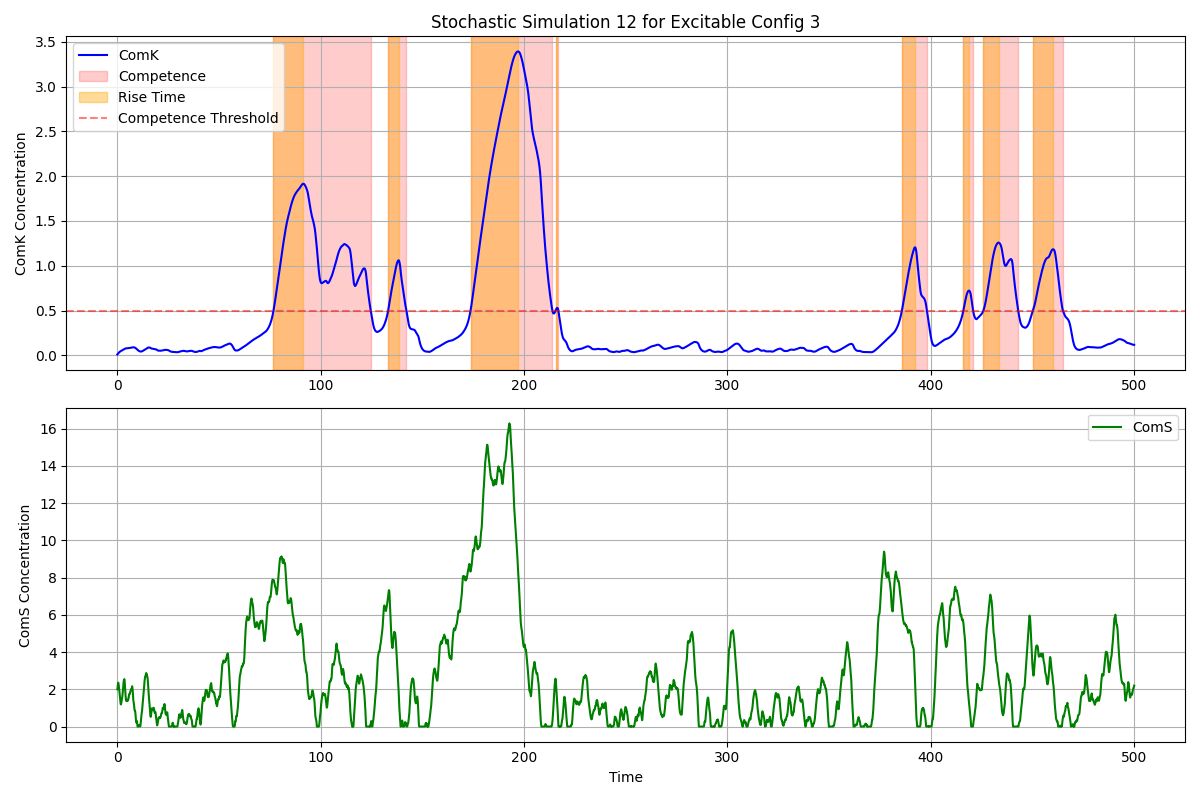 Stochastic Simulation 12 for Excitable Config 3
ComK Concentration
3.5
3.0
2.5
2.0
1.5
1.0
0.5
0.0
ComK
Competence
Rise Time
Competence Threshold
0 100 200 300 400 500
ComS Concentration
16
14
12
10
8
6
4
2
0
ComS
0 100 200 300 400 500
Time